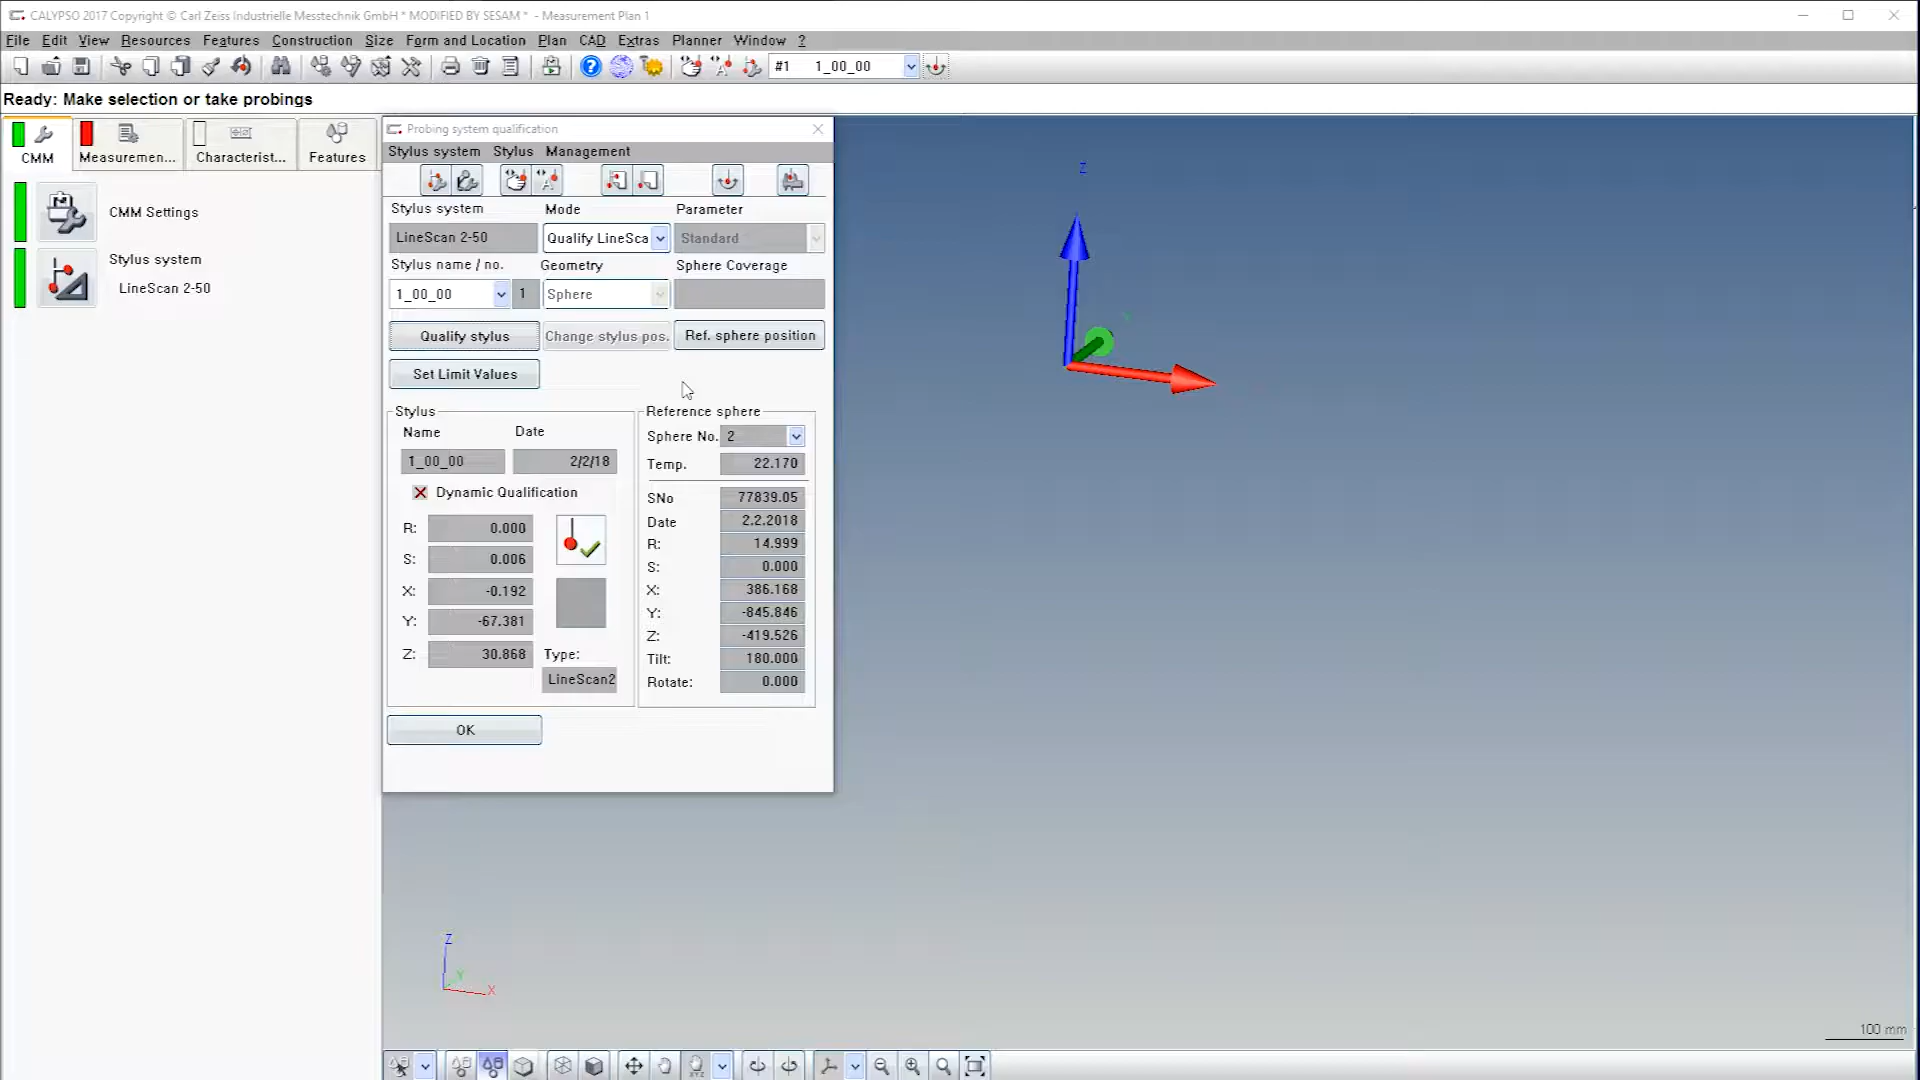 CALYPSO 2017 Copyright © Carl Zeiss Industrielle Messtechnik GmbH * MODIFIED BY SESAM * - Measurement Plan 1
File Edit View Resources Features Construction Size Form and Location Plan CAD Extras Planner Window ?
#1 1_00_00
Ready: Make selection or take probings
CMM Measuremen... Characterist... Features
CMM Settings
Stylus system
LineScan 2-50
Probing system qualification
Stylus system Stylus Management
Stylus system Mode Parameter
LineScan 2-50 Qualify LineSca Standard
Stylus name / no. Geometry Sphere Coverage
1_00_00 1 Sphere
Qualify stylus Change stylus pos. Ref. sphere position
Set Limit Values
Stylus
Name Date
1_00_00 2/2/18
Dynamic Qualification
R: 0.000
S: 0.006
X: -0.192
Y: -67.381
Z: 30.868
Type:
LineScan2
Reference sphere
Sphere No. 2
Temp. 22.170
SNo 77839.05
Date 2.2.2018
R: 14.999
S: 0.000
X: 386.168
Y: -845.846
Z: -419.526
Tilt: 180.000
Rotate: 0.000
OK
Z
Y
Z
Y
X
100 mm
XYZ